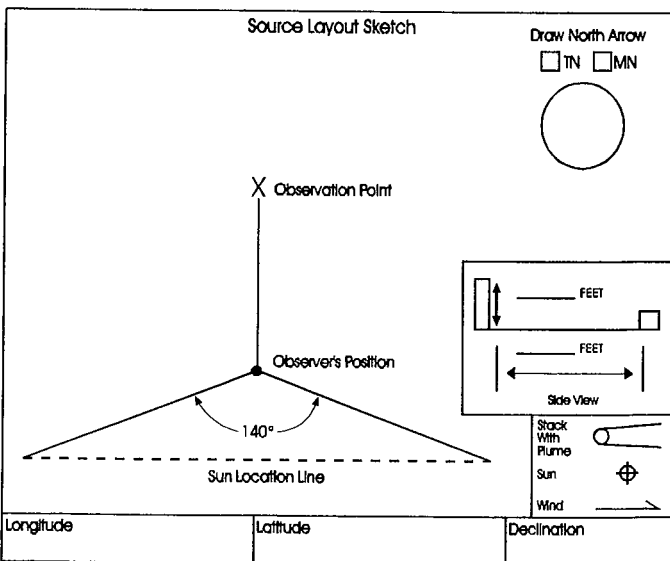 Source Layout Sketch
Draw North Arrow
TN MN
X Observation Point
FEET
Observer's Position
FEET
Side View
140°
Sun Location Line
Stack
With
Plume
Sun
Wind
Longitude
Latitude
Declination